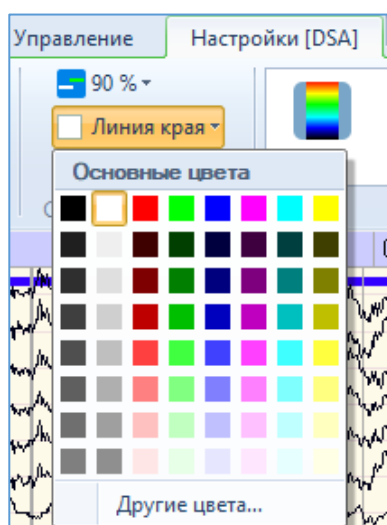 Управление Настройки [DSA]
90 %
Линия края
Основные цвета
Другие цвета...